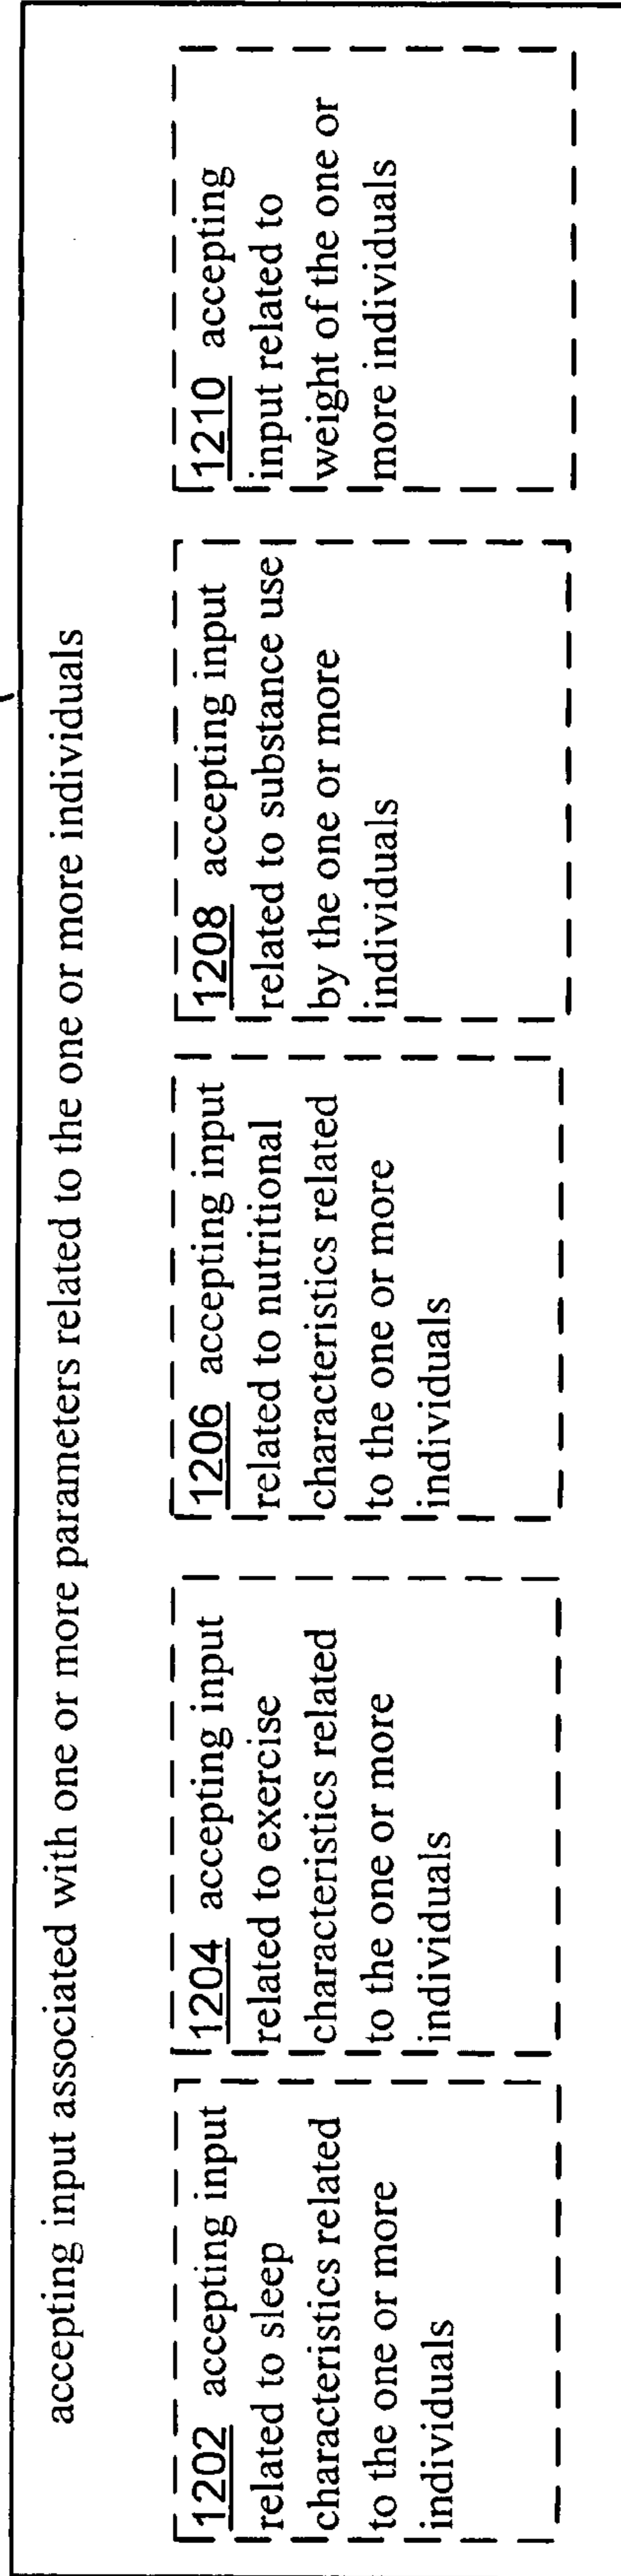 accepting input associated with one or more parameters related to the one or more individuals
1202 accepting input
related to sleep
characteristics related
to the one or more
individuals
1204 accepting input
related to exercise
characteristics related
to the one or more
individuals
1206 accepting input
related to nutritional
characteristics related
to the one or more
individuals
1208 accepting input
related to substance use
by the one or more
individuals
1210 accepting
input related to
weight of the one or
more individuals